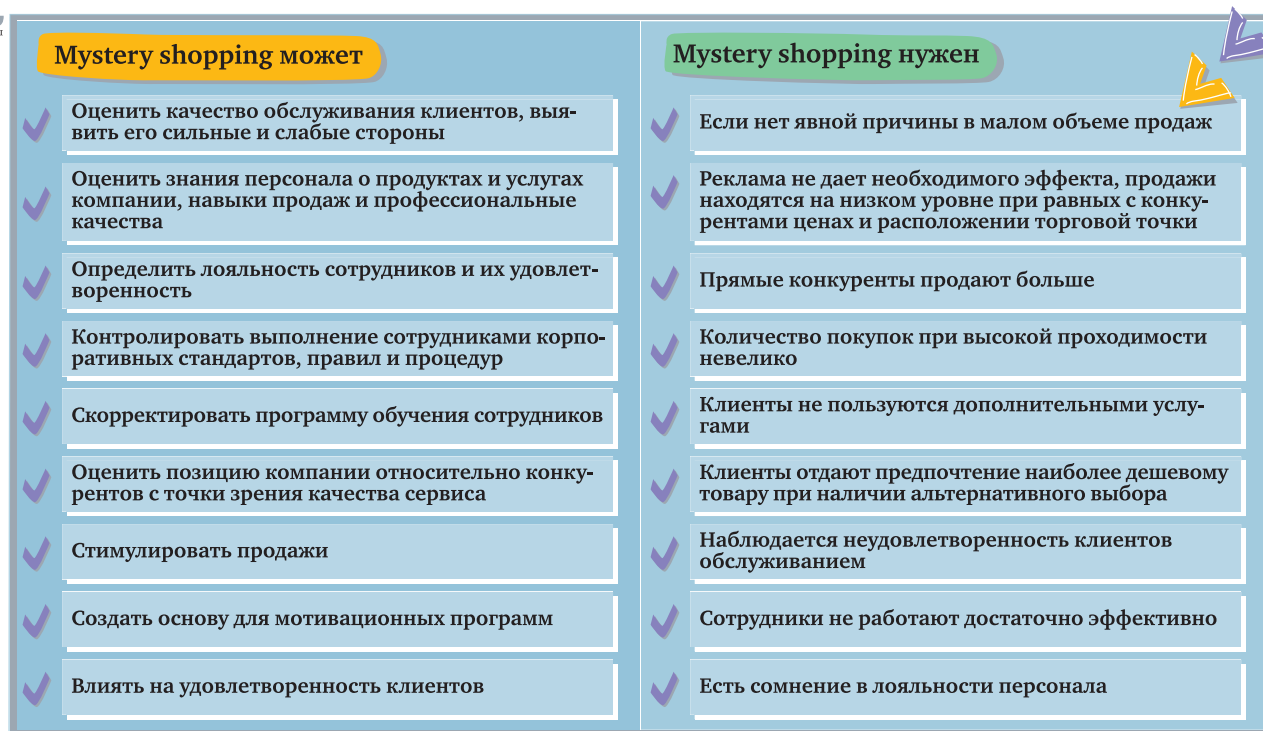 Mystery shopping может
Оценить качество обслуживания клиентов, выя-
вить его сильные и слабые стороны
Оценить знания персонала о продуктах и услугах
компании, навыки продаж и профессиональные
качества
Определить лояльность сотрудников и их удовлет-
воренность
Контролировать выполнение сотрудниками корпо-
ративных стандартов, правил и процедур
Скорректировать программу обучения сотрудников
Оценить позицию компании относительно конку-
рентов с точки зрения качества сервиса
Стимулировать продажи
Создать основу для мотивационных программ
Влиять на удовлетворенность клиентов
Mystery shopping нужен
Если нет явной причины в малом объеме продаж
Реклама не дает необходимого эффекта, продажи
находятся на низком уровне при равных с конку-
рентами ценах и расположении торговой точки
Прямые конкуренты продают больше
Количество покупок при высокой проходимости
невелико
Клиенты не пользуются дополнительными услу-
гами
Клиенты отдают предпочтение наиболее дешевому
товару при наличии альтернативного выбора
Наблюдается неудовлетворенность клиентов
обслуживанием
Сотрудники не работают достаточно эффективно
Есть сомнение в лояльности персонала